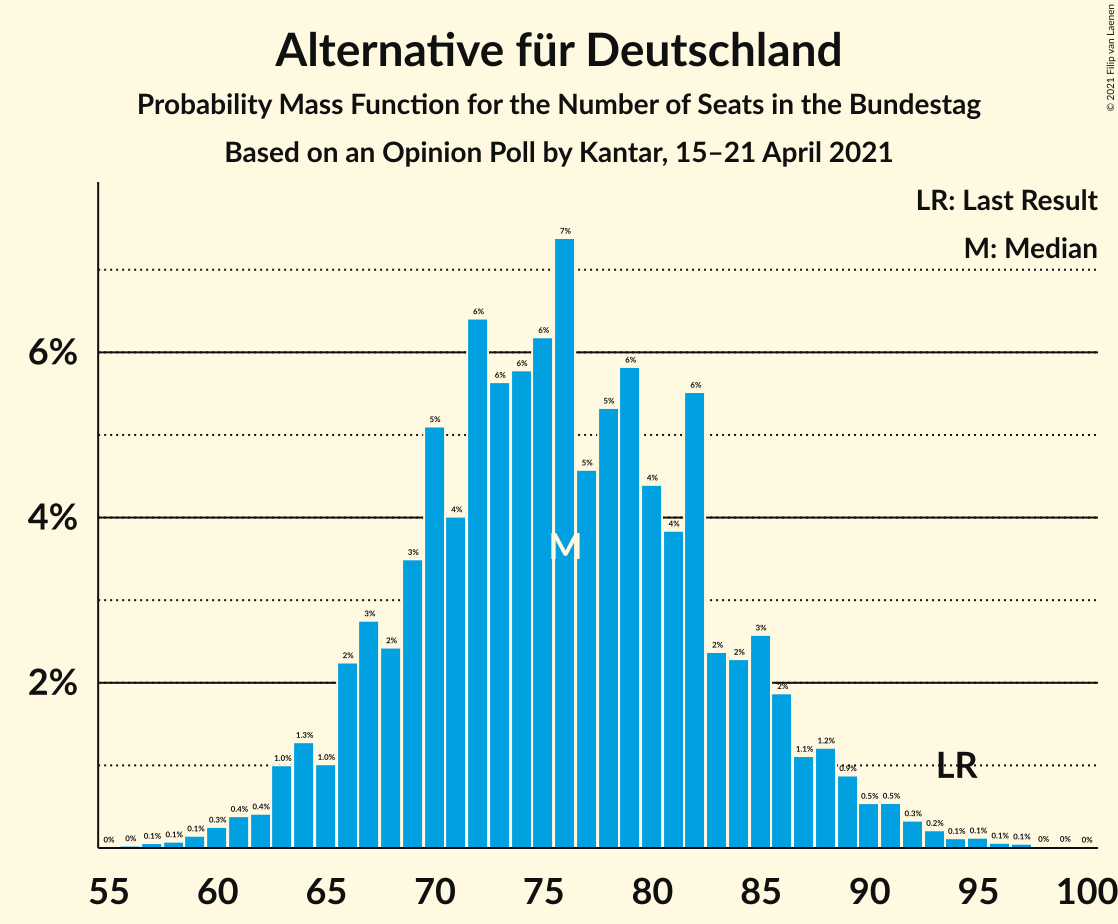 Alternative für Deutschland
Probability Mass Function for the Number of Seats in the Bundestag
Based on an Opinion Poll by Kantar, 15–21 April 2021
© 2021 Filip van Laenen
LR: Last Result
M: Median
6%
4%
2%
0% 0% 0.1% 0.1% 0.1% 0.3% 0.4% 0.4% 1.0% 1.3% 1.0% 2% 3% 2% 3% 5% 4% 6% 6% 6% 6% 7% 5% 5% 6% 4% 4% 6% 2% 2% 3% 2% 1.1% 1.2% 0.9% 0.5% 0.5% 0.3% 0.2% 0.1% 0.1% 0.1% 0.1% 0% 0% 0%
M
LR
55 60 65 70 75 80 85 90 95 100